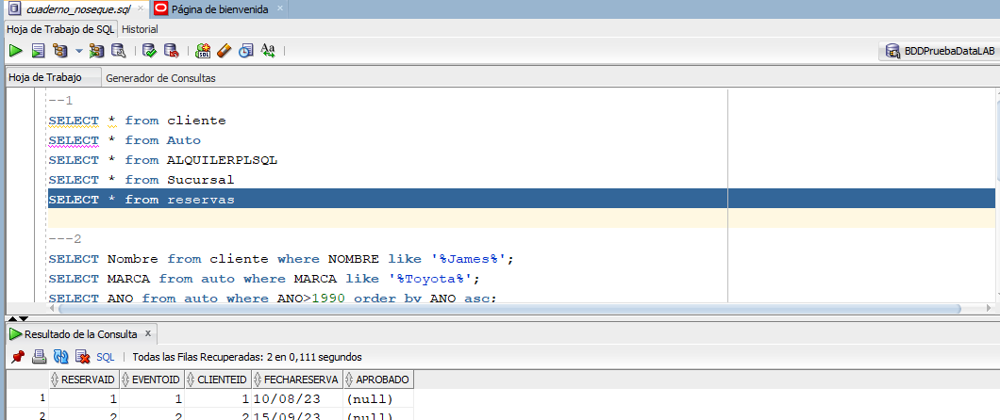 cuaderno_noseque.sql × Página de bienvenida ×
Hoja de Trabajo de SQL Historial
SQL Aa BDDPruebaDataLAB
Hoja de Trabajo Generador de Consultas
--1
SELECT * from cliente
SELECT * from Auto
SELECT * from ALQUILERPLSQL
SELECT * from Sucursal
SELECT * from reservas
---2
SELECT Nombre from cliente where NOMBRE like '%James%';
SELECT MARCA from auto where MARCA like '%Toyota%';
SELECT ANO from auto where ANO>1990 order by ANO asc;
Resultado de la Consulta x
SQL | Todas las Filas Recuperadas: 2 en 0,111 segundos
RESERVAID EVENTOID CLIENTEID FECHARESERVA APROBADO
1 1 1 1 10/08/23 (null)
2 2 2 2 15/09/23 (null)